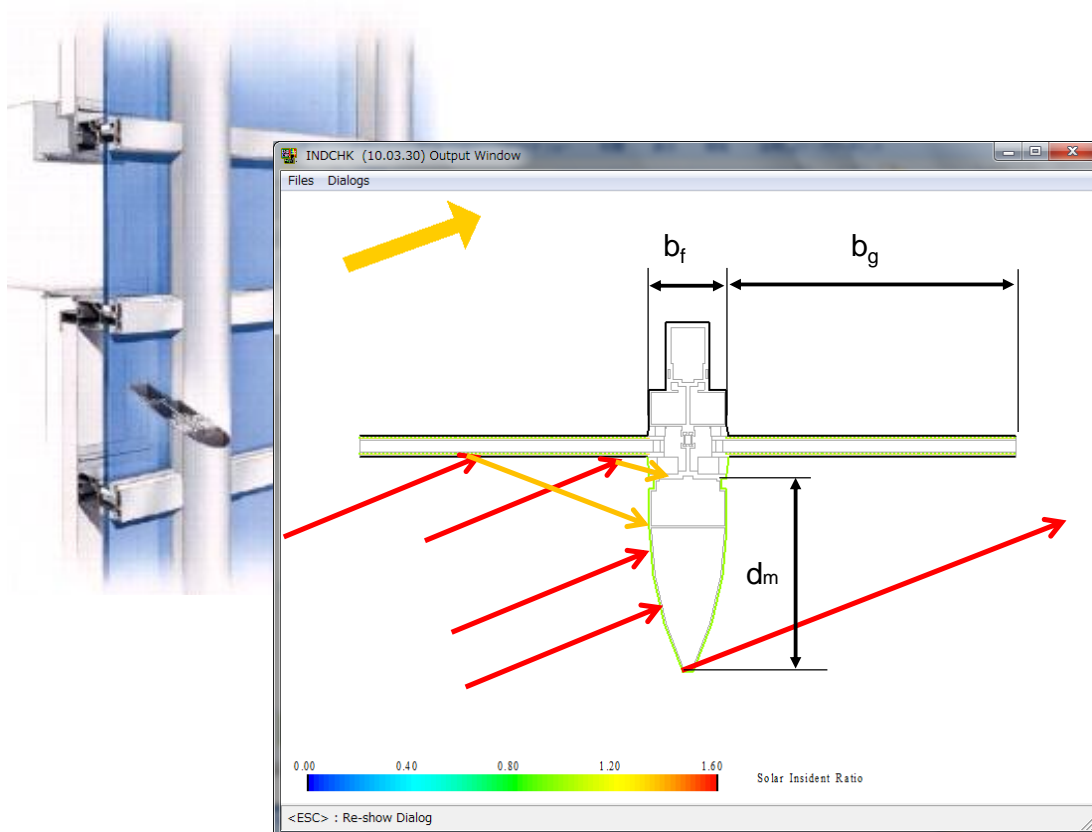 INDCHK (10.03.30) Output Window
Files Dialogs
bf
bg
dm
0.00 0.40 0.80 1.20 1.60
Solar Insident Ratio
<ESC> : Re-show Dialog